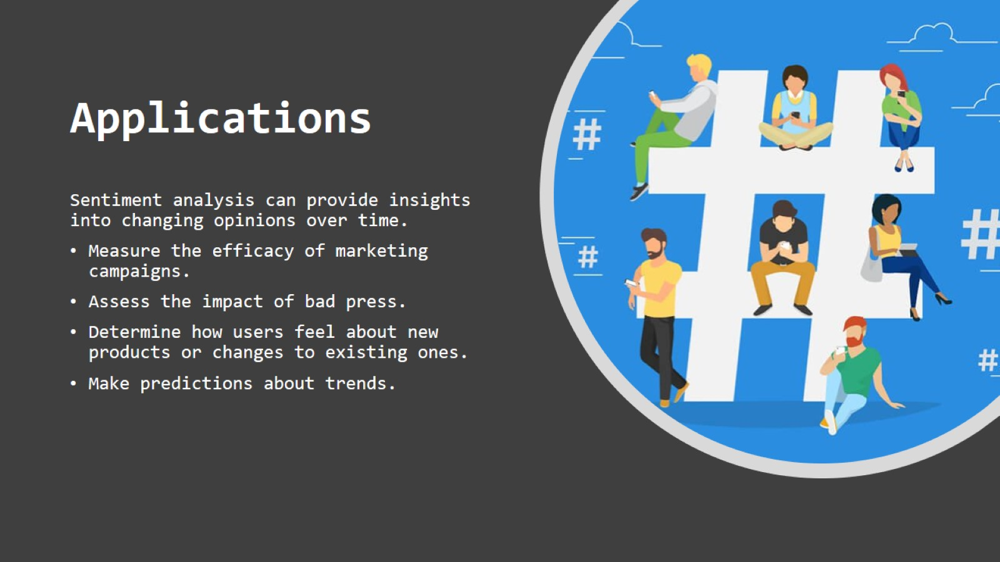 Applications
Sentiment analysis can provide insights
into changing opinions over time.
• Measure the efficacy of marketing
campaigns.
• Assess the impact of bad press.
• Determine how users feel about new
products or changes to existing ones.
• Make predictions about trends.
#
#
#
#
#